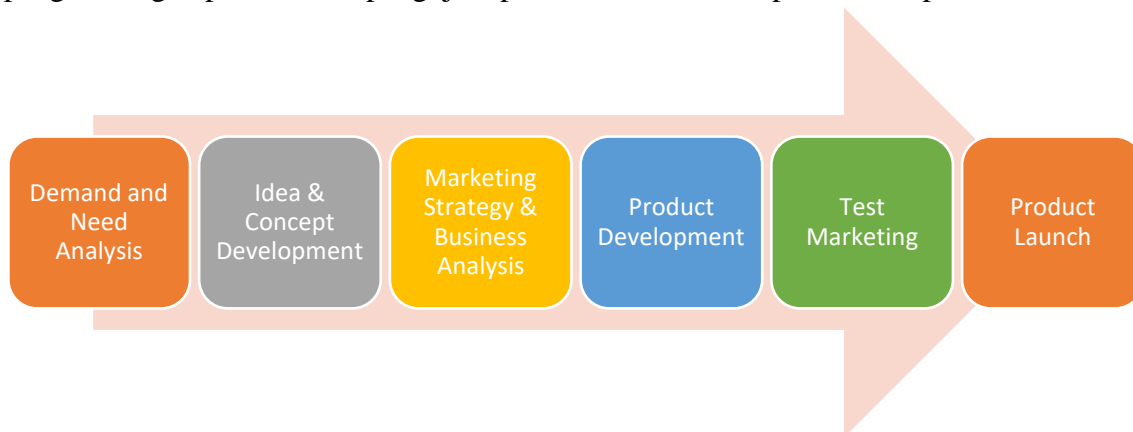 Demand and
Need
Analysis
Idea &
Concept
Development
Marketing
Strategy &
Business
Analysis
Product
Development
Test
Marketing
Product
Launch